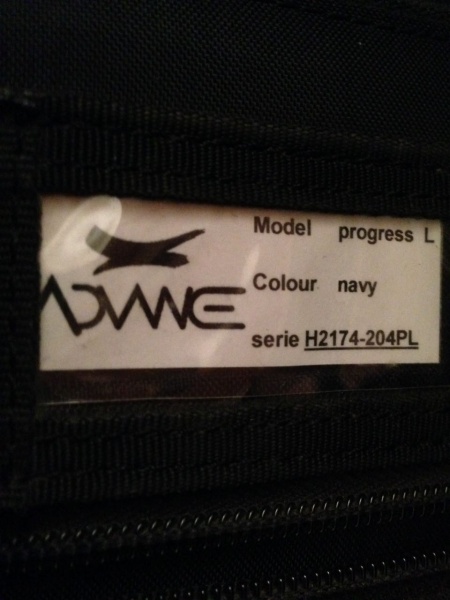 ADVANCE
Model progress L
Colour navy
serie H2174-204PL